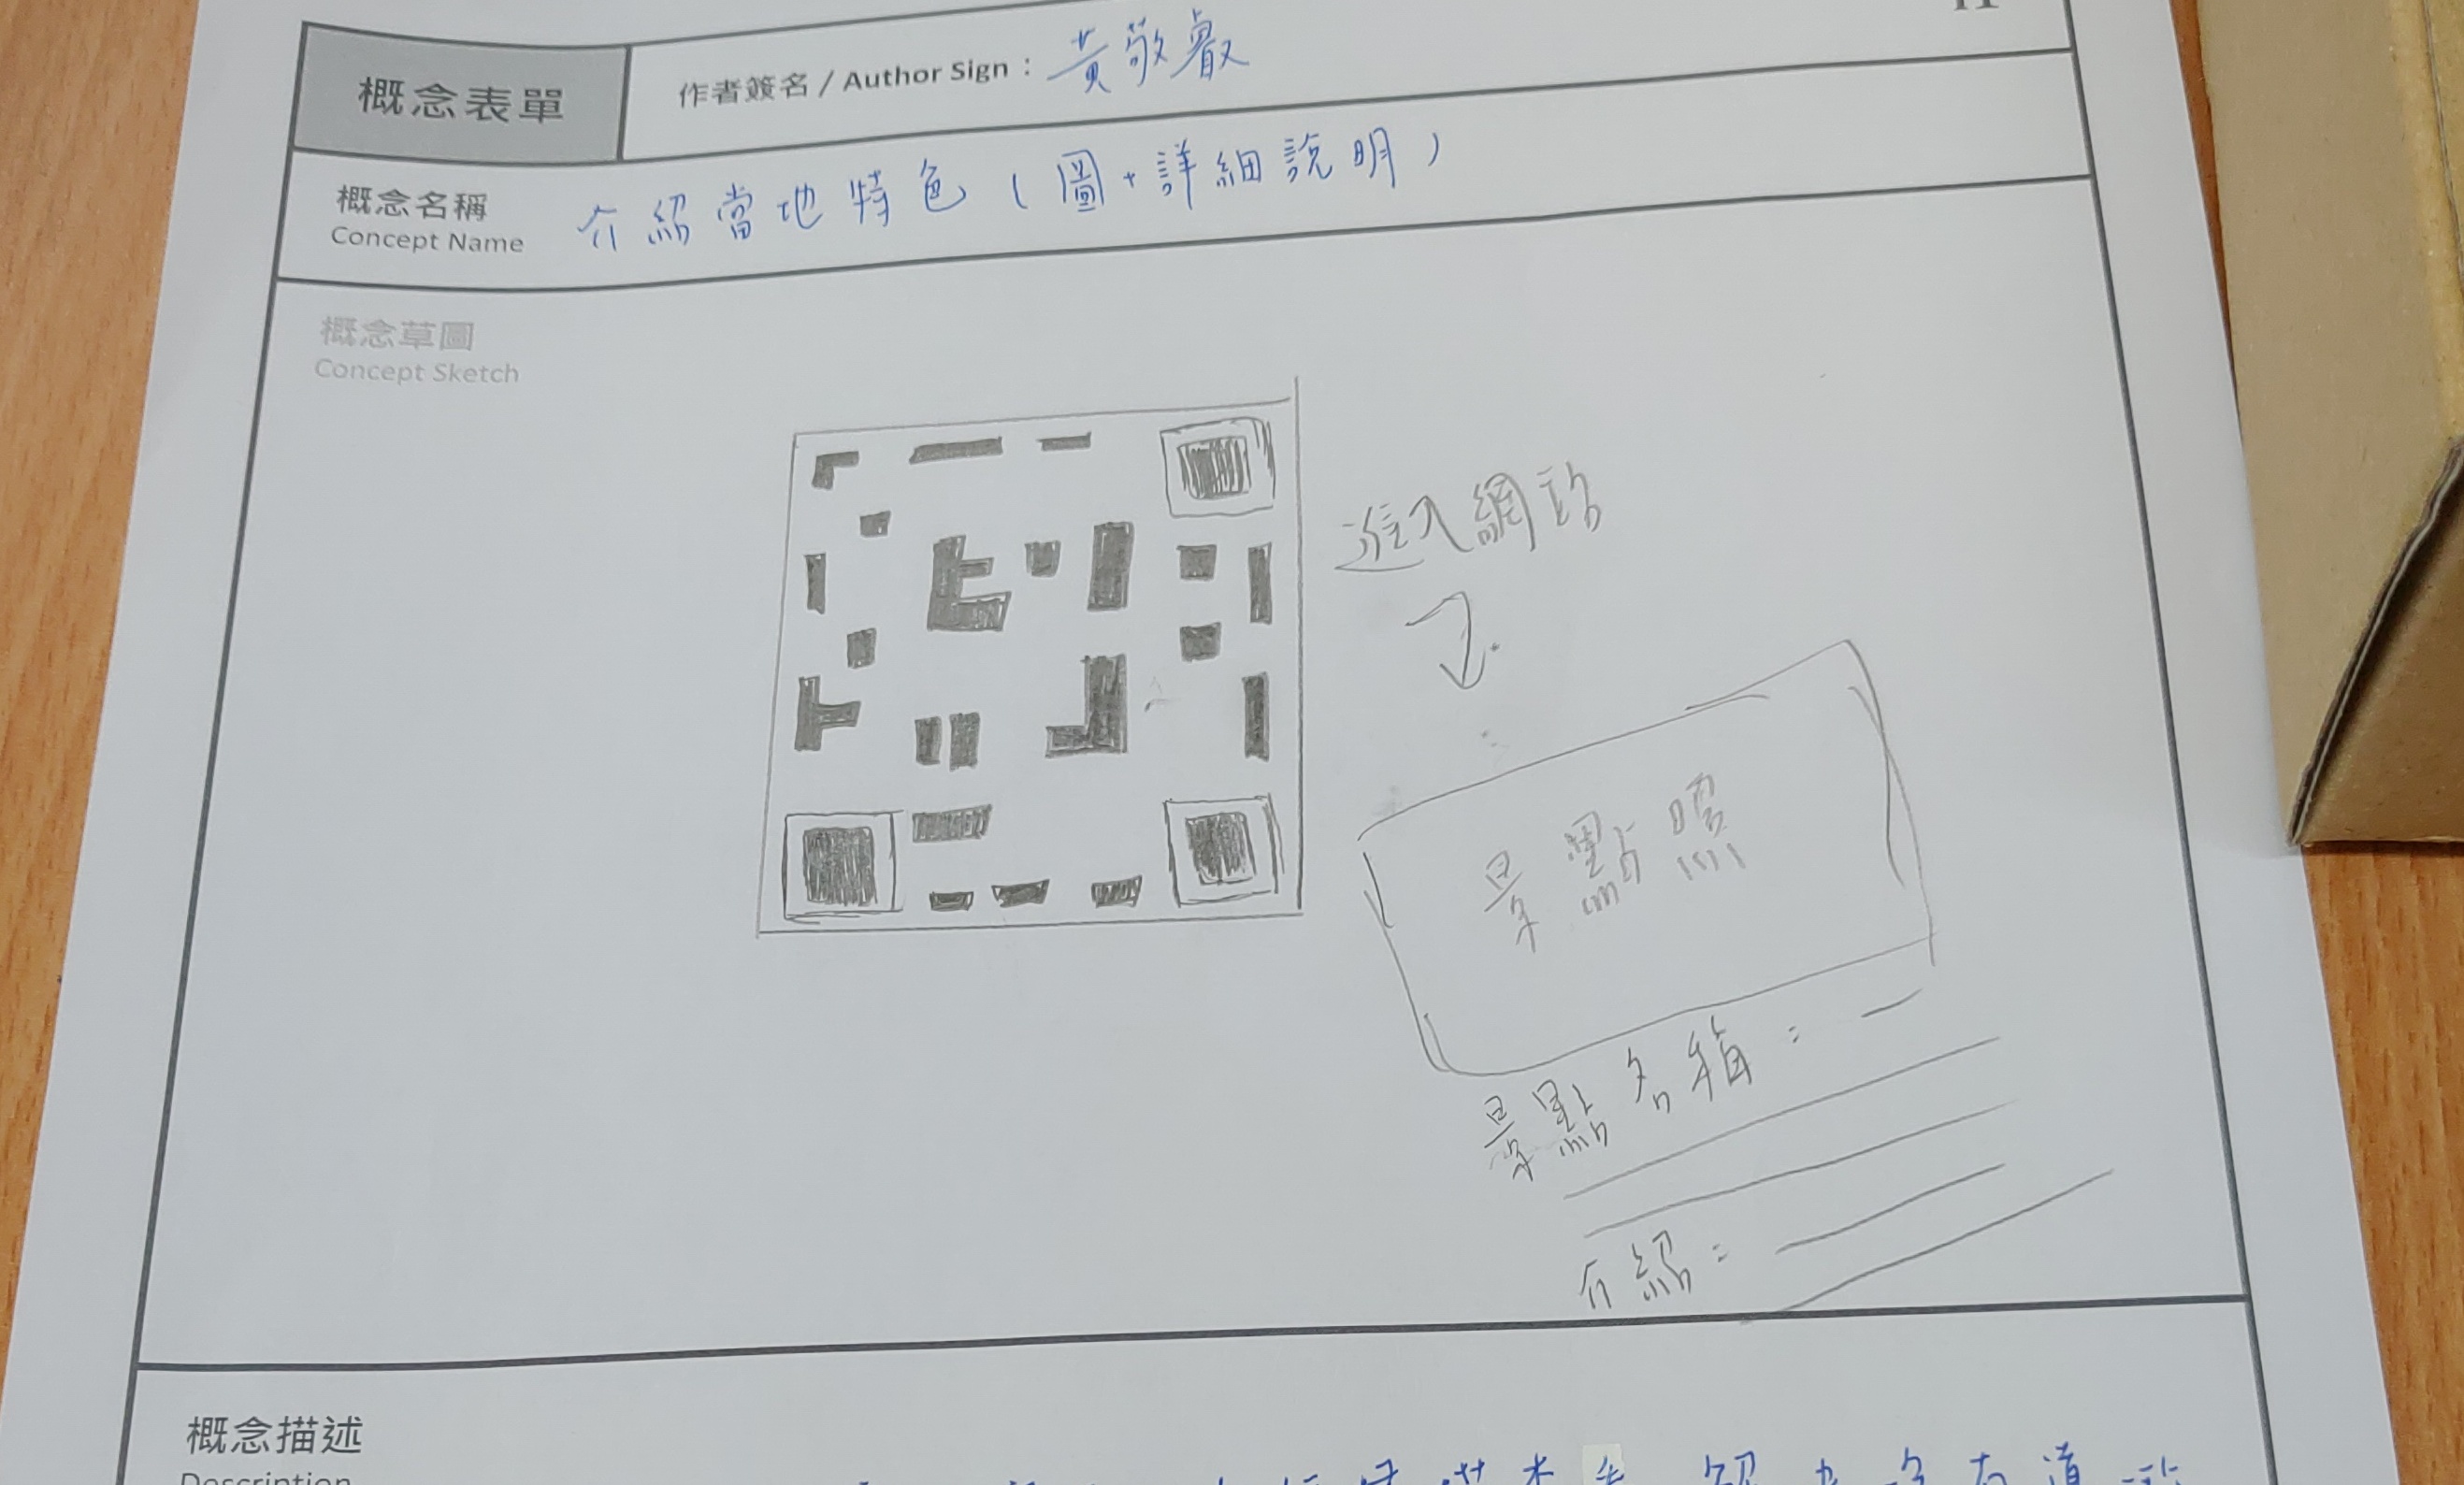 概念表單
作者簽名 / Author Sign : 黃敬叡
概念名稱
Concept Name
介紹當地特色 ( 圖+詳細說明 )
概念草圖
Concept Sketch
進入網站
景點照
景點名稱 :
介紹 :
概念描述
Description